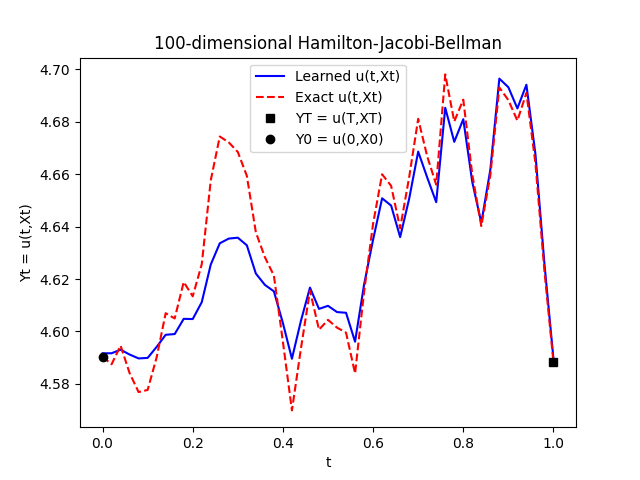 100-dimensional Hamilton-Jacobi-Bellman
Learned u(t,Xt)
Exact u(t,Xt)
YT = u(T,XT)
Y0 = u(0,X0)
Yt = u(t,Xt)
4.70
4.68
4.66
4.64
4.62
4.60
4.58
0.0 0.2 0.4 0.6 0.8 1.0
t